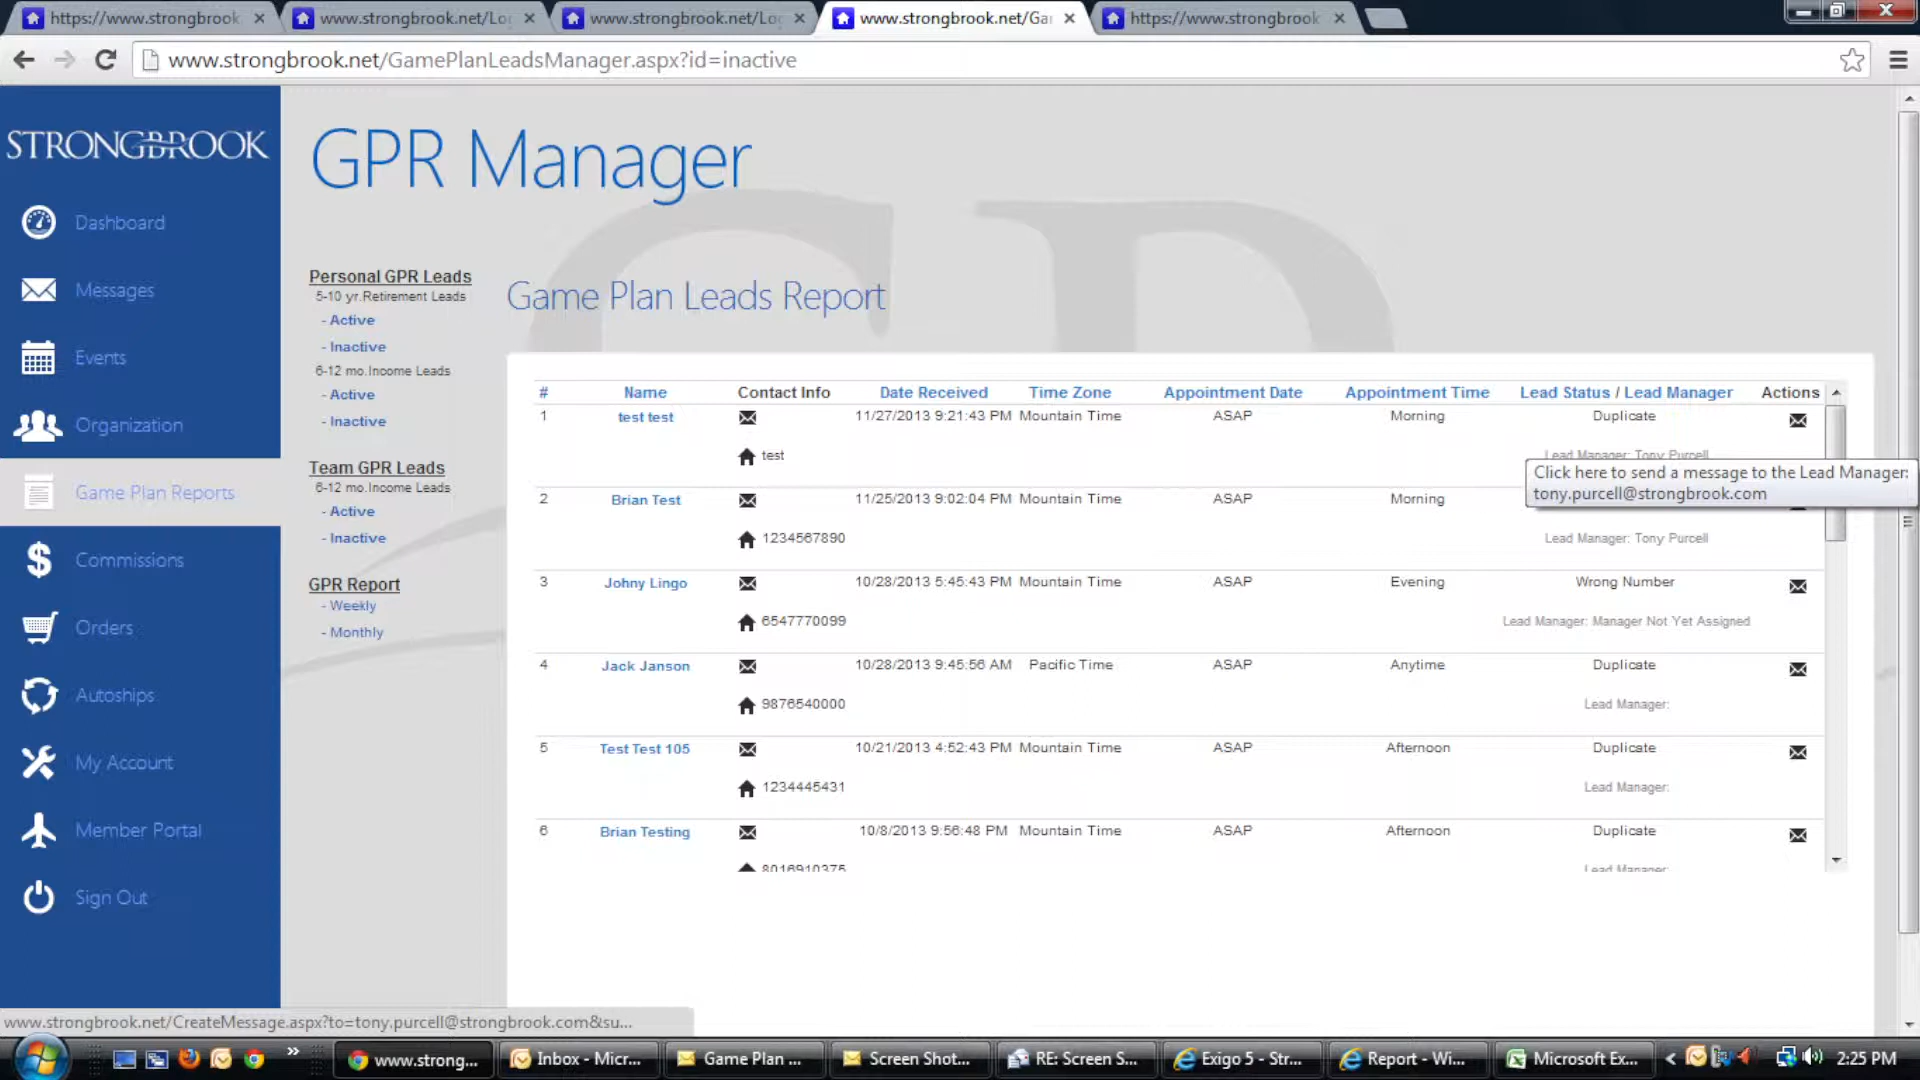 https://www.strongbrook
www.strongbrook.net/Lo
www.strongbrook.net/Lo
www.strongbrook.net/Ga
https://www.strongbrook
www.strongbrook.net/GamePlanLeadsManager.aspx?id=inactive
STRONGBROOK
Dashboard
Messages
Events
Organization
Game Plan Reports
Commissions
Orders
Autoships
My Account
Member Portal
Sign Out
GPR Manager
Personal GPR Leads
5-10 yr.Retirement Leads
- Active
- Inactive
6-12 mo.Income Leads
- Active
- Inactive
Team GPR Leads
6-12 mo.Income Leads
- Active
- Inactive
GPR Report
- Weekly
- Monthly
Game Plan Leads Report
# Name Contact Info Date Received Time Zone Appointment Date Appointment Time Lead Status / Lead Manager Actions
1 test test 11/27/2013 9:21:43 PM Mountain Time ASAP Morning Duplicate
test Lead Manager: Tony Purcell
Click here to send a message to the Lead Manager:
tony.purcell@strongbrook.com
2 Brian Test 11/25/2013 9:02:04 PM Mountain Time ASAP Morning
1234567890 Lead Manager: Tony Purcell
3 Johny Lingo 10/28/2013 5:45:43 PM Mountain Time ASAP Evening Wrong Number
6547770099 Lead Manager: Manager Not Yet Assigned
4 Jack Janson 10/28/2013 9:45:56 AM Pacific Time ASAP Anytime Duplicate
9876540000 Lead Manager:
5 Test Test 105 10/21/2013 4:52:43 PM Mountain Time ASAP Afternoon Duplicate
1234445431 Lead Manager:
6 Brian Testing 10/8/2013 9:56:48 PM Mountain Time ASAP Afternoon Duplicate
8016910375 Lead Manager:
www.strongbrook.net/CreateMessage.aspx?to=tony.purcell@strongbrook.com&su...
www.strong...
Inbox - Micr...
Game Plan ...
Screen Shot...
RE: Screen S...
Exigo 5 - Str...
Report - Wi...
Microsoft Ex...
2:25 PM